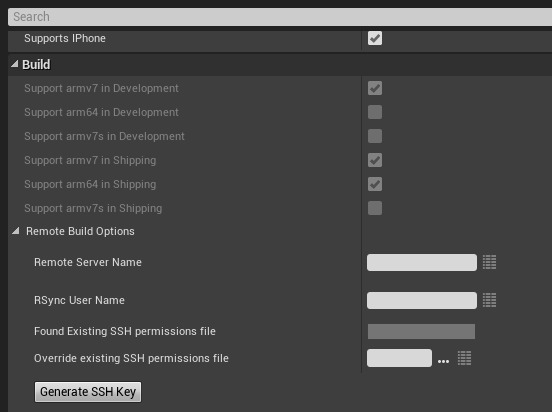 Search
Supports IPhone
Build
Support armv7 in Development
Support arm64 in Development
Support armv7s in Development
Support armv7 in Shipping
Support arm64 in Shipping
Support armv7s in Shipping
Remote Build Options
Remote Server Name
RSync User Name
Found Existing SSH permissions file
Override existing SSH permissions file
...
Generate SSH Key